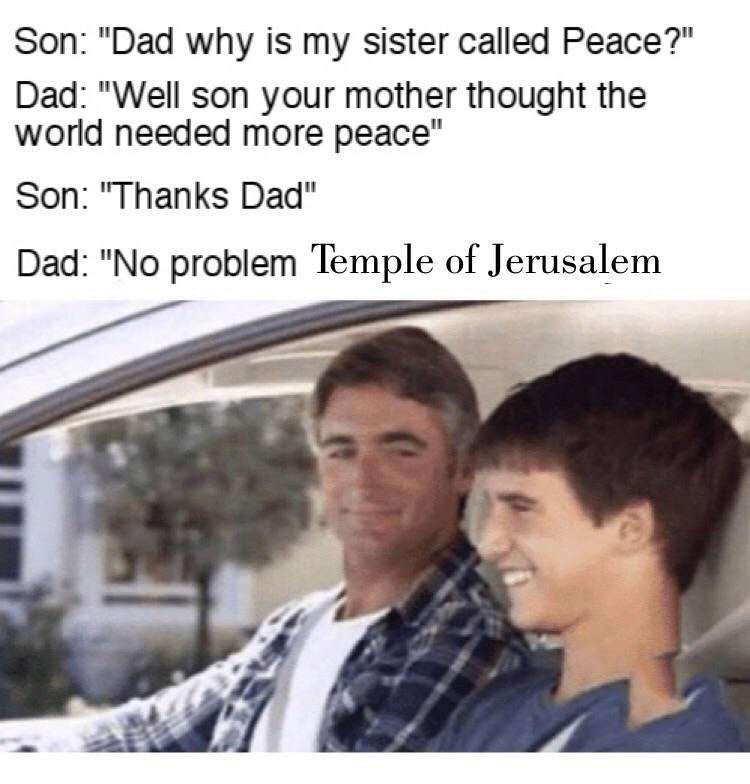 Son: "Dad why is my sister called Peace?"
Dad: "Well son your mother thought the
world needed more peace"
Son: "Thanks Dad"
Dad: "No problem Temple of Jerusalem